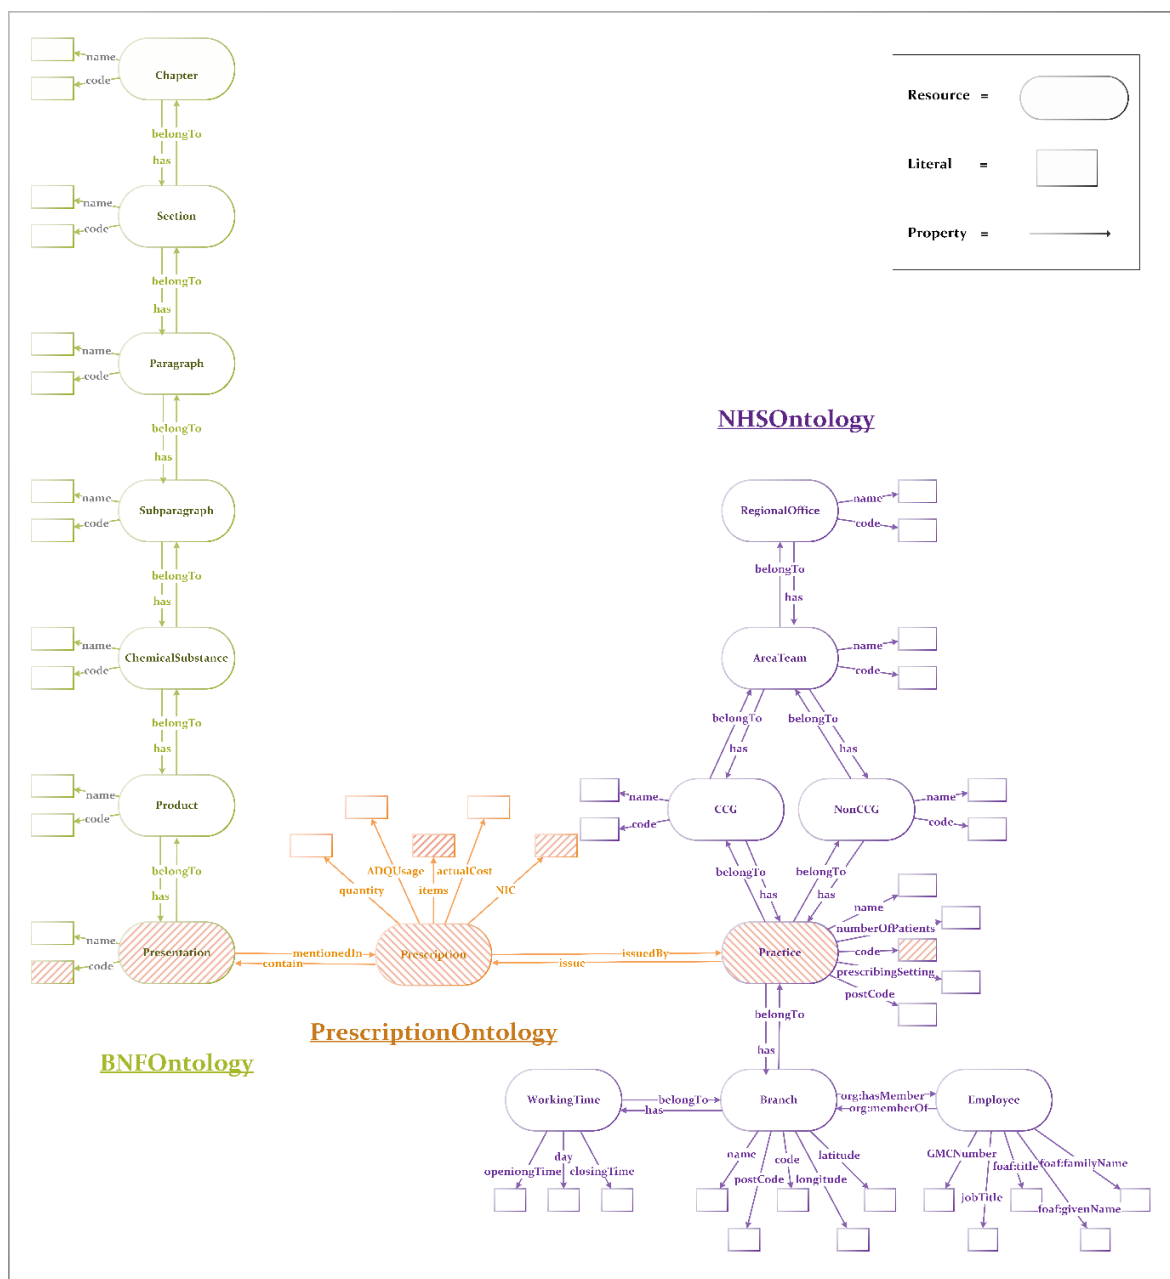 name
Chapter
code
belongTo
has
name
Section
code
belongTo
has
name
Paragraph
code
belongTo
has
name
Subparagraph
code
belongTo
has
name
ChemicalSubstance
code
belongTo
has
name
Product
code
belongTo
has
name
Presentation
code
BNFOntology
Resource =
Literal =
Property =
quantity
ADQUsage
items
actualCost
NIC
mentionedIn
contain
Prescription
issuedBy
issue
PrescriptionOntology
NHSOntology
RegionalOffice
name
code
belongTo
has
AreaTeam
name
code
belongTo
has
belongTo
has
name
CCG
code
NonCCG
name
code
belongTo
has
belongTo
has
Practice
name
numberOfPatients
code
prescribingSetting
postCode
belongTo
has
WorkingTime
belongTo
has
Branch
org:hasMember
org:memberOf
Employee
openiongTime
day
closingTime
name
postCode
code
longitude
latitude
GMCNumber
jobTitle
foaf:title
foaf:givenName
foaf:familyName